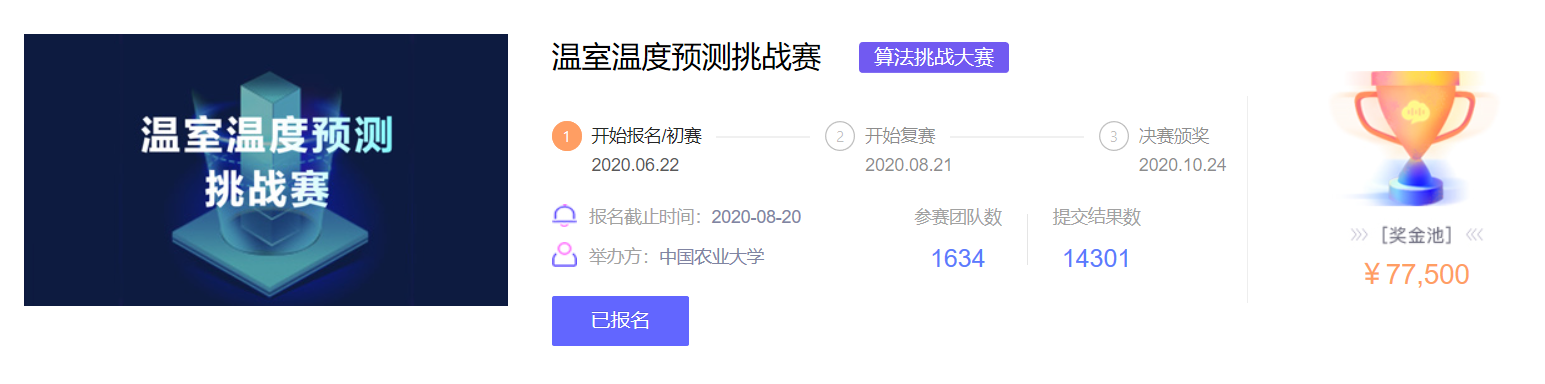 温室温度预测
挑战赛
温室温度预测挑战赛 算法挑战大赛
1 开始报名/初赛 2 开始复赛 3 决赛颁奖
2020.06.22 2020.08.21 2020.10.24
报名截止时间：2020-08-20 参赛团队数 提交结果数
举办方：中国农业大学 1634 14301
已报名
[奖金池]
¥77,500